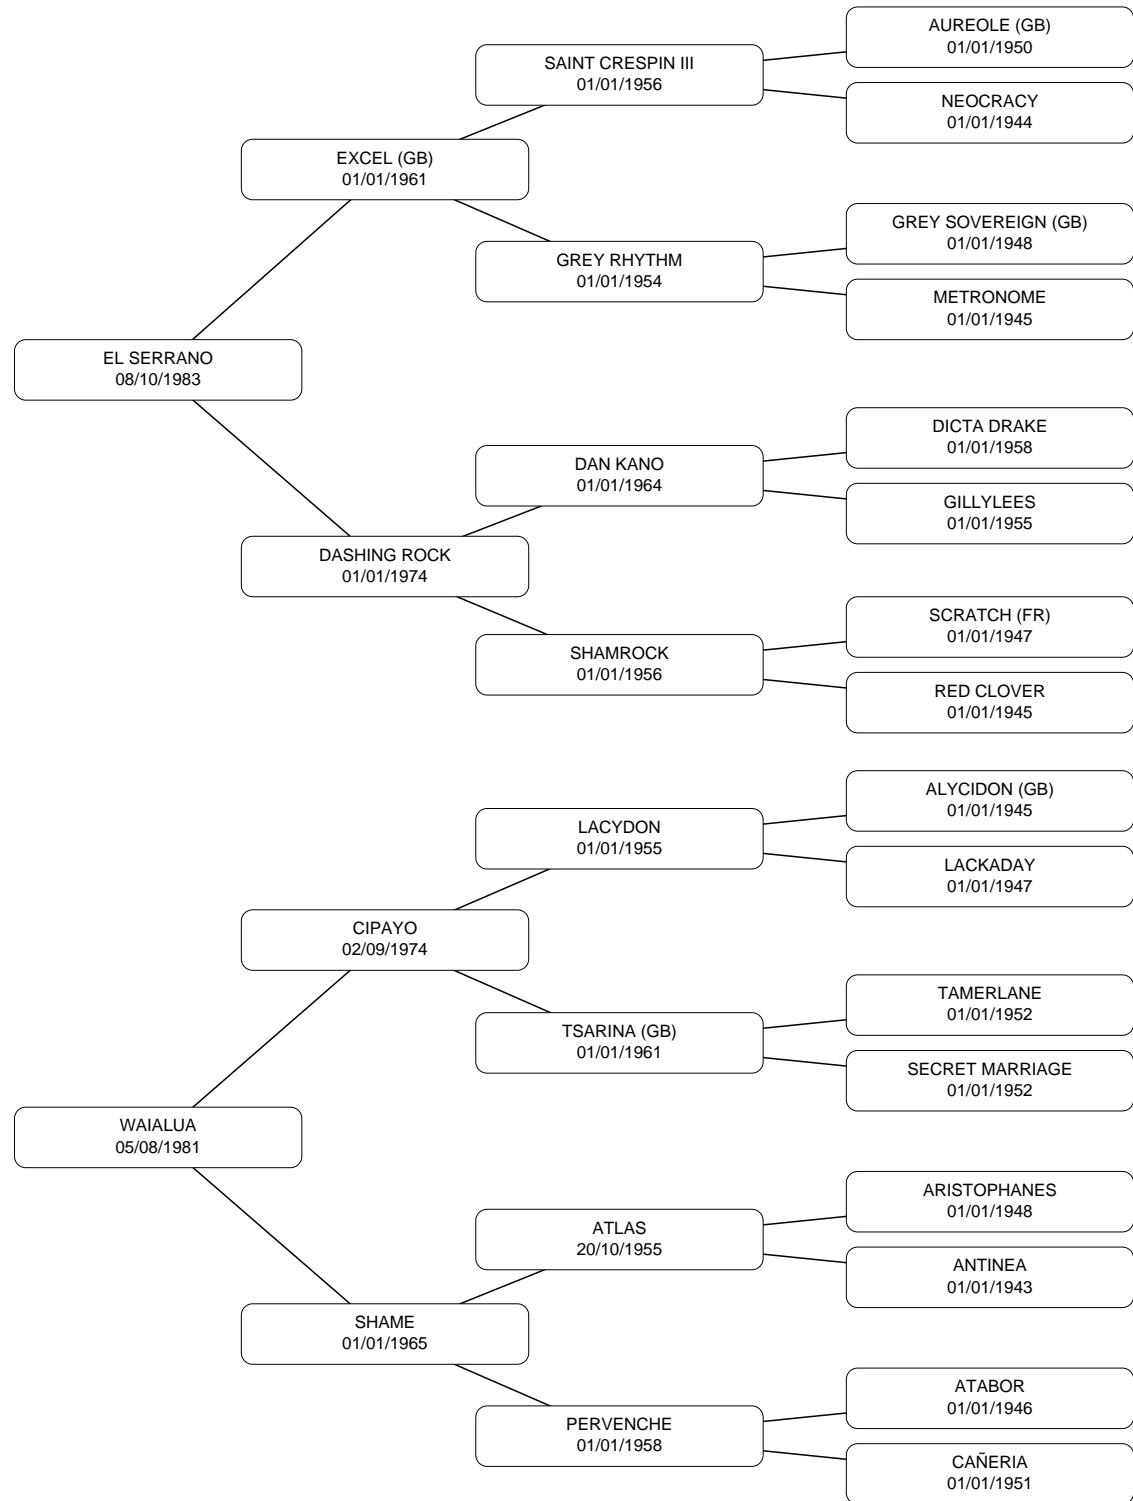 AUREOLE (GB)
01/01/1950
SAINT CRESPIN III
01/01/1956
NEOCRACY
01/01/1944
EXCEL (GB)
01/01/1961
GREY SOVEREIGN (GB)
01/01/1948
GREY RHYTHM
01/01/1954
METRONOME
01/01/1945
EL SERRANO
08/10/1983
DICTA DRAKE
01/01/1958
DAN KANO
01/01/1964
GILLYLEES
01/01/1955
DASHING ROCK
01/01/1974
SCRATCH (FR)
01/01/1947
SHAMROCK
01/01/1956
RED CLOVER
01/01/1945
ALYCIDON (GB)
01/01/1945
LACYDON
01/01/1955
LACKADAY
01/01/1947
CIPAYO
02/09/1974
TAMERLANE
01/01/1952
TSARINA (GB)
01/01/1961
SECRET MARRIAGE
01/01/1952
WAIALUA
05/08/1981
ARISTOPHANES
01/01/1948
ATLAS
20/10/1955
ANTINEA
01/01/1943
SHAME
01/01/1965
ATABOR
01/01/1946
PERVENCHE
01/01/1958
CAÑERIA
01/01/1951